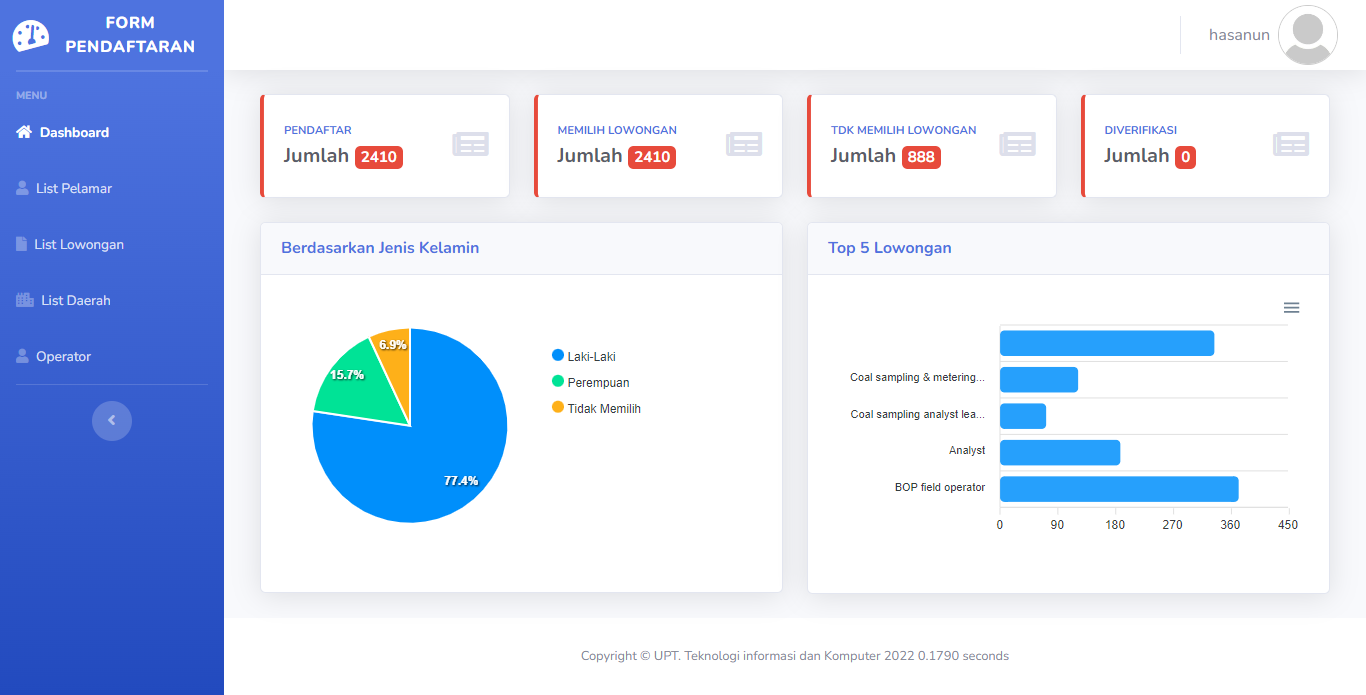 FORM
PENDAFTARAN
MENU
Dashboard
List Pelamar
List Lowongan
List Daerah
Operator
hasanun
PENDAFTAR
Jumlah 2410
MEMILIH LOWONGAN
Jumlah 2410
TDK MEMILIH LOWONGAN
Jumlah 888
DIVERIFIKASI
Jumlah 0
Berdasarkan Jenis Kelamin
6.9%
15.7%
77.4%
Laki-Laki
Perempuan
Tidak Memilih
Top 5 Lowongan
Coal sampling & metering...
Coal sampling analyst lea...
Analyst
BOP field operator
0 90 180 270 360 450
Copyright © UPT. Teknologi informasi dan Komputer 2022 0.1790 seconds